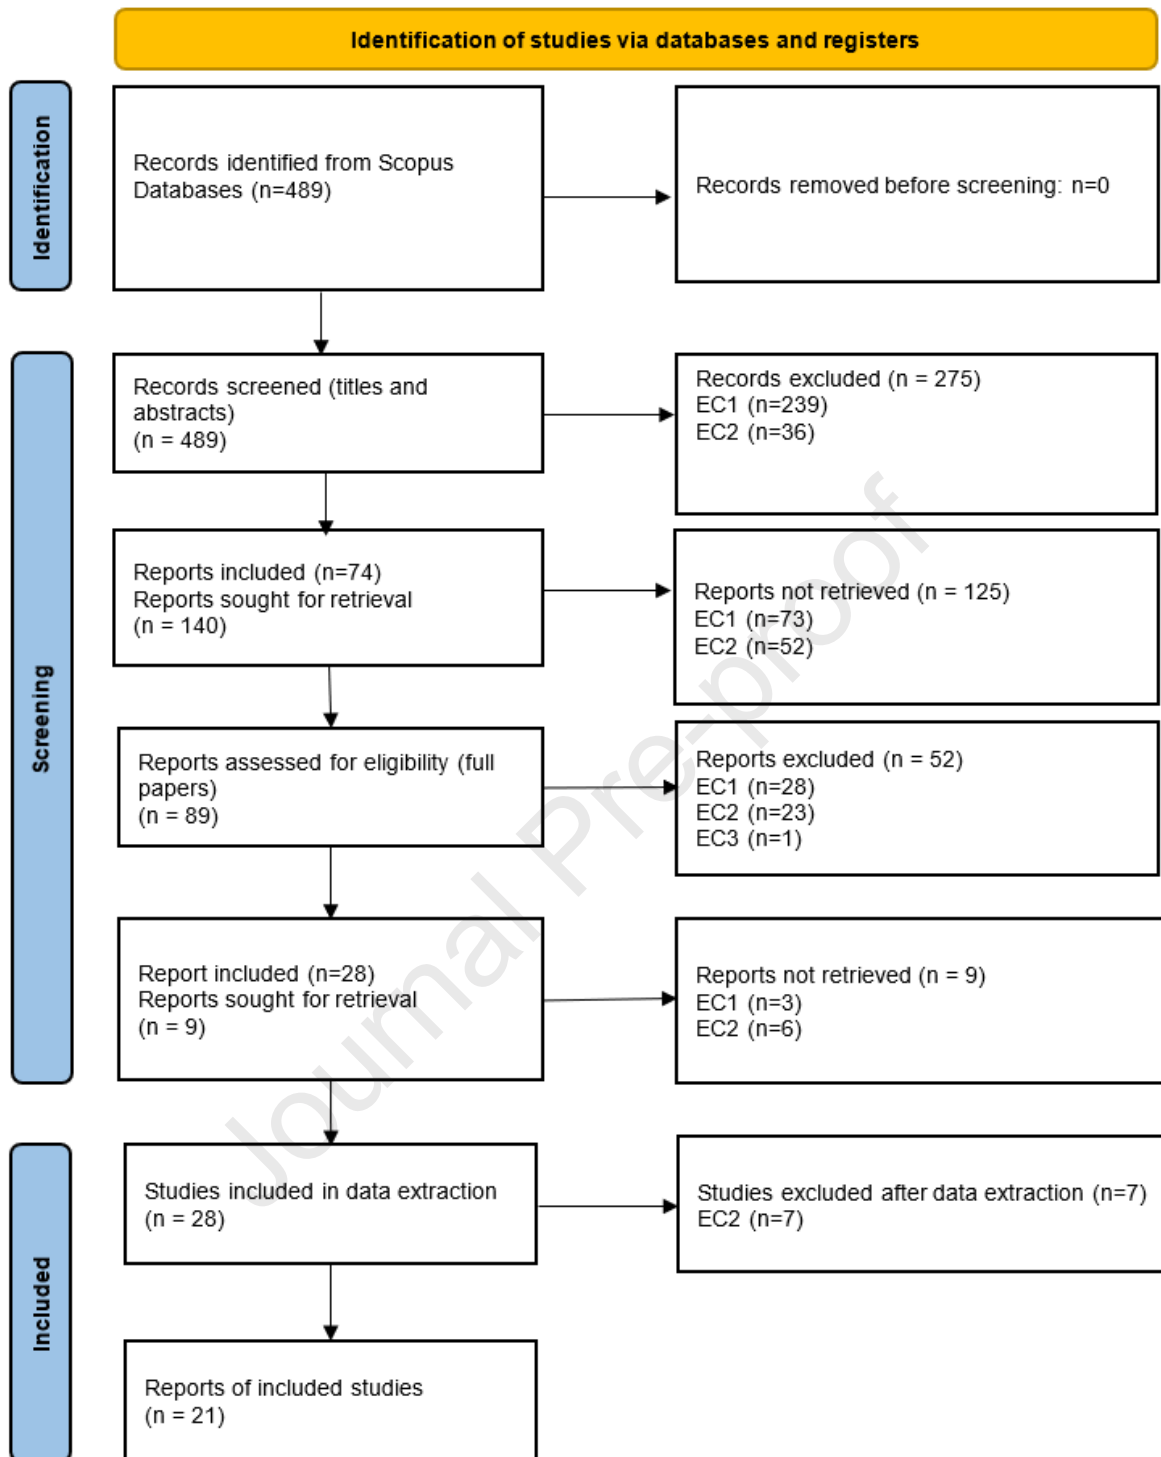 Identification of studies via databases and registers
Identification
Records identified from Scopus
Databases (n=489)
Records removed before screening: n=0
Screening
Records screened (titles and
abstracts)
(n = 489)
Records excluded (n = 275)
EC1 (n=239)
EC2 (n=36)
Reports included (n=74)
Reports sought for retrieval
(n = 140)
Reports not retrieved (n = 125)
EC1 (n=73)
EC2 (n=52)
Reports assessed for eligibility (full
papers)
(n = 89)
Reports excluded (n = 52)
EC1 (n=28)
EC2 (n=23)
EC3 (n=1)
Report included (n=28)
Reports sought for retrieval
(n = 9)
Reports not retrieved (n = 9)
EC1 (n=3)
EC2 (n=6)
Included
Studies included in data extraction
(n = 28)
Studies excluded after data extraction (n=7)
EC2 (n=7)
Reports of included studies
(n = 21)
Journal Pre-proof